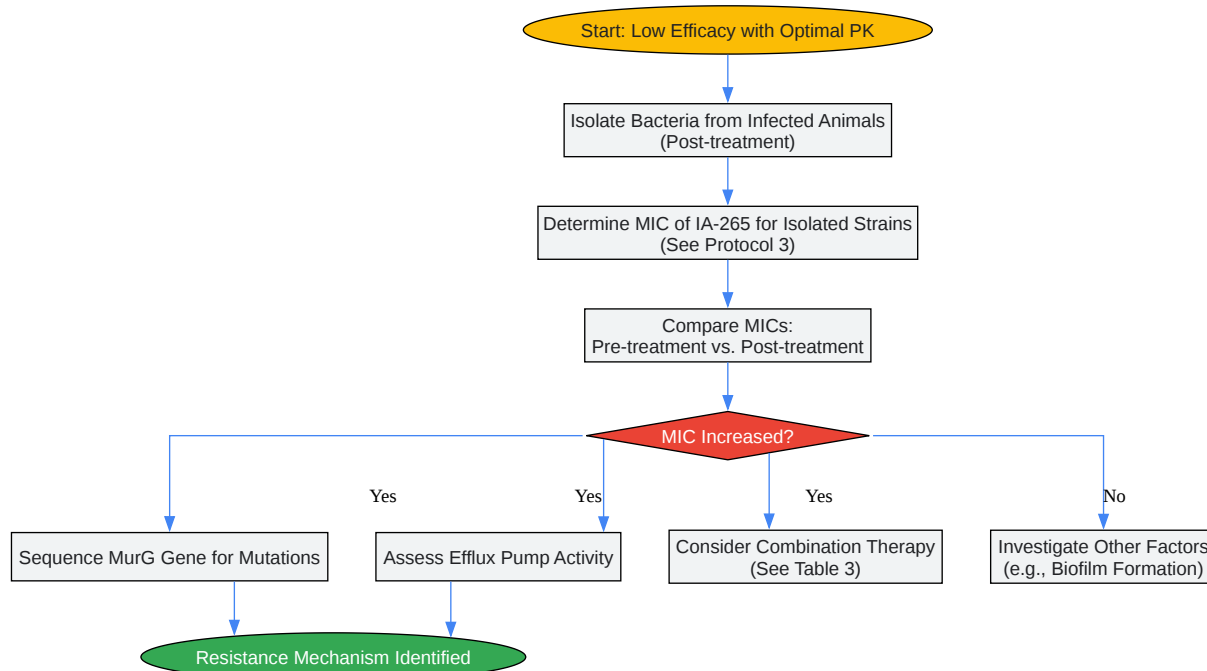 Start: Low Efficacy with Optimal PK
Isolate Bacteria from Infected Animals
(Post-treatment)
Determine MIC of IA-265 for Isolated Strains
(See Protocol 3)
Compare MICs:
Pre-treatment vs. Post-treatment
MIC Increased?
Yes
Yes
Yes
No
Sequence MurG Gene for Mutations
Assess Efflux Pump Activity
Consider Combination Therapy
(See Table 3)
Investigate Other Factors
(e.g., Biofilm Formation)
Resistance Mechanism Identified